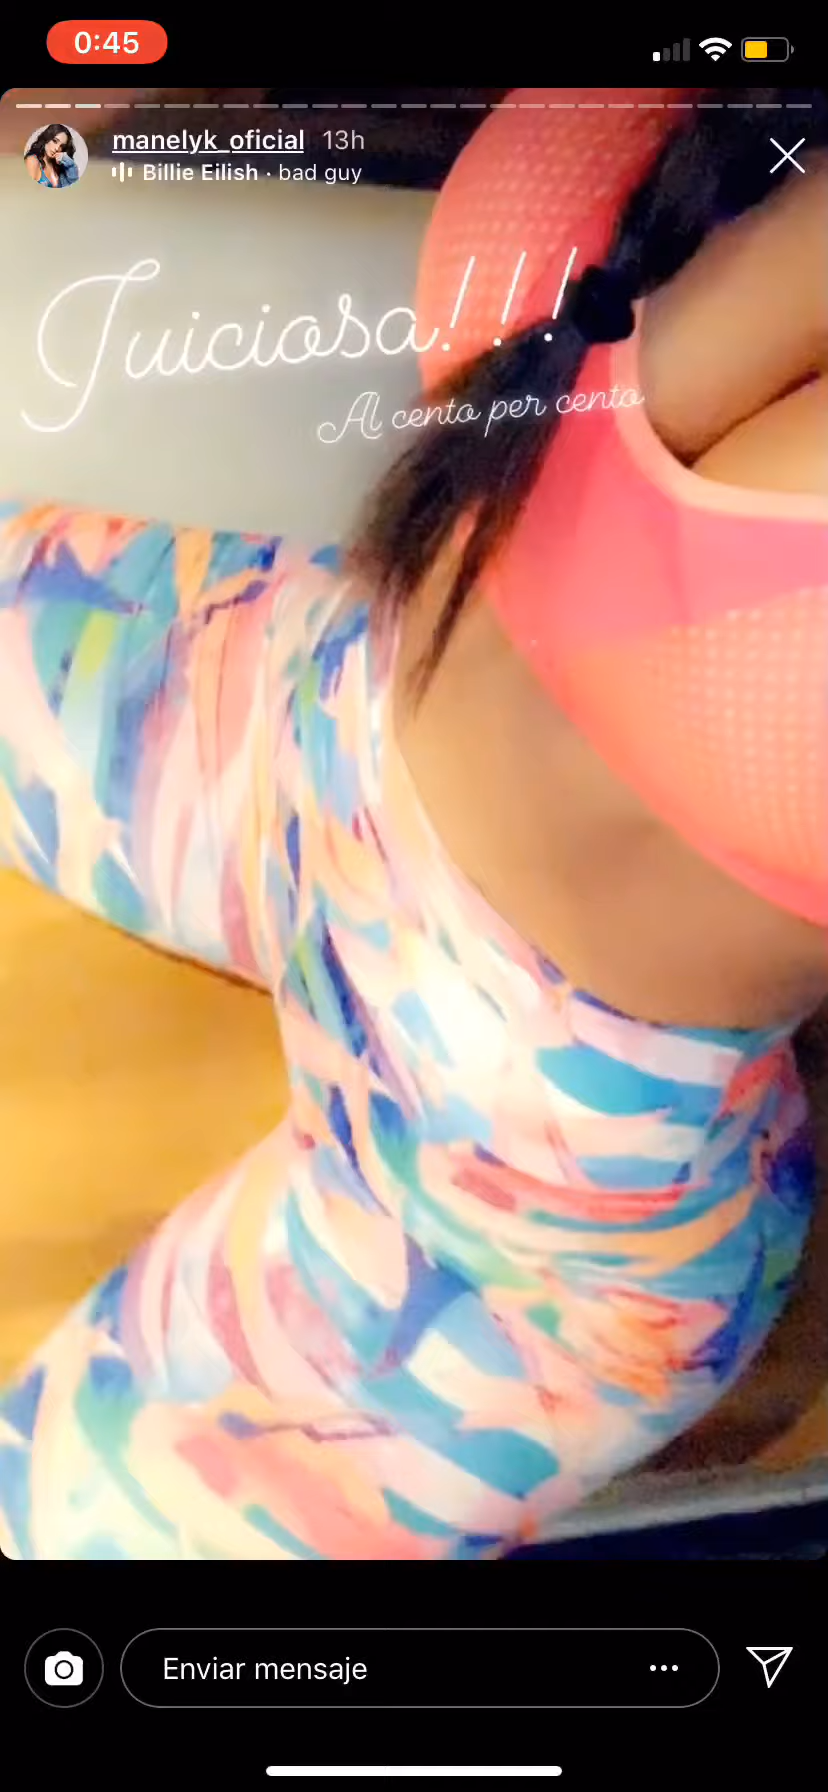 0:45
manelyk_oficial 13h
Billie Eilish · bad guy
Juiciosa!!!
Al cento per cento
Enviar mensaje